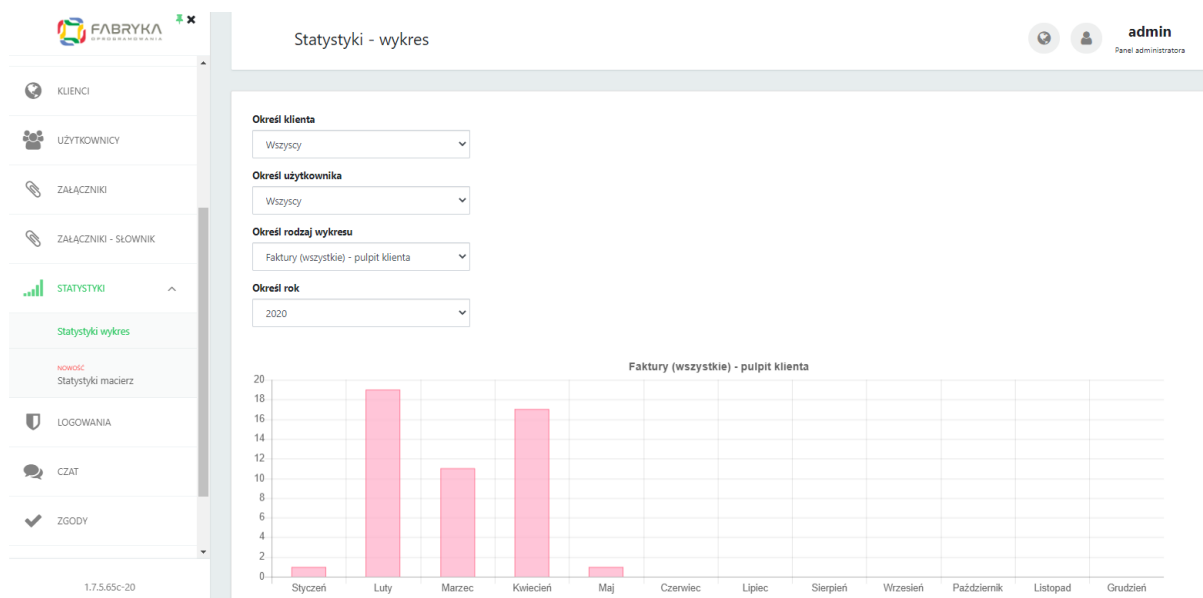 FABRYKA
OPROGRAMOWANIA
KLIENCI
UŻYTKOWNICY
ZAŁĄCZNIKI
ZAŁĄCZNIKI - SŁOWNIK
STATYSTYKI
Statystyki wykres
NOWOŚĆ
Statystyki macierz
LOGOWANIA
CZAT
ZGODY
1.7.5.65c-20
Statystyki - wykres
admin
Panel administratora
Określ klienta
Wszyscy
Określ użytkownika
Wszyscy
Określ rodzaj wykresu
Faktury (wszystkie) - pulpit klienta
Określ rok
2020
Faktury (wszystkie) - pulpit klienta
20
18
16
14
12
10
8
6
4
2
0
Styczeń Luty Marzec Kwiecień Maj Czerwiec Lipiec Sierpień Wrzesień Październik Listopad Grudzień